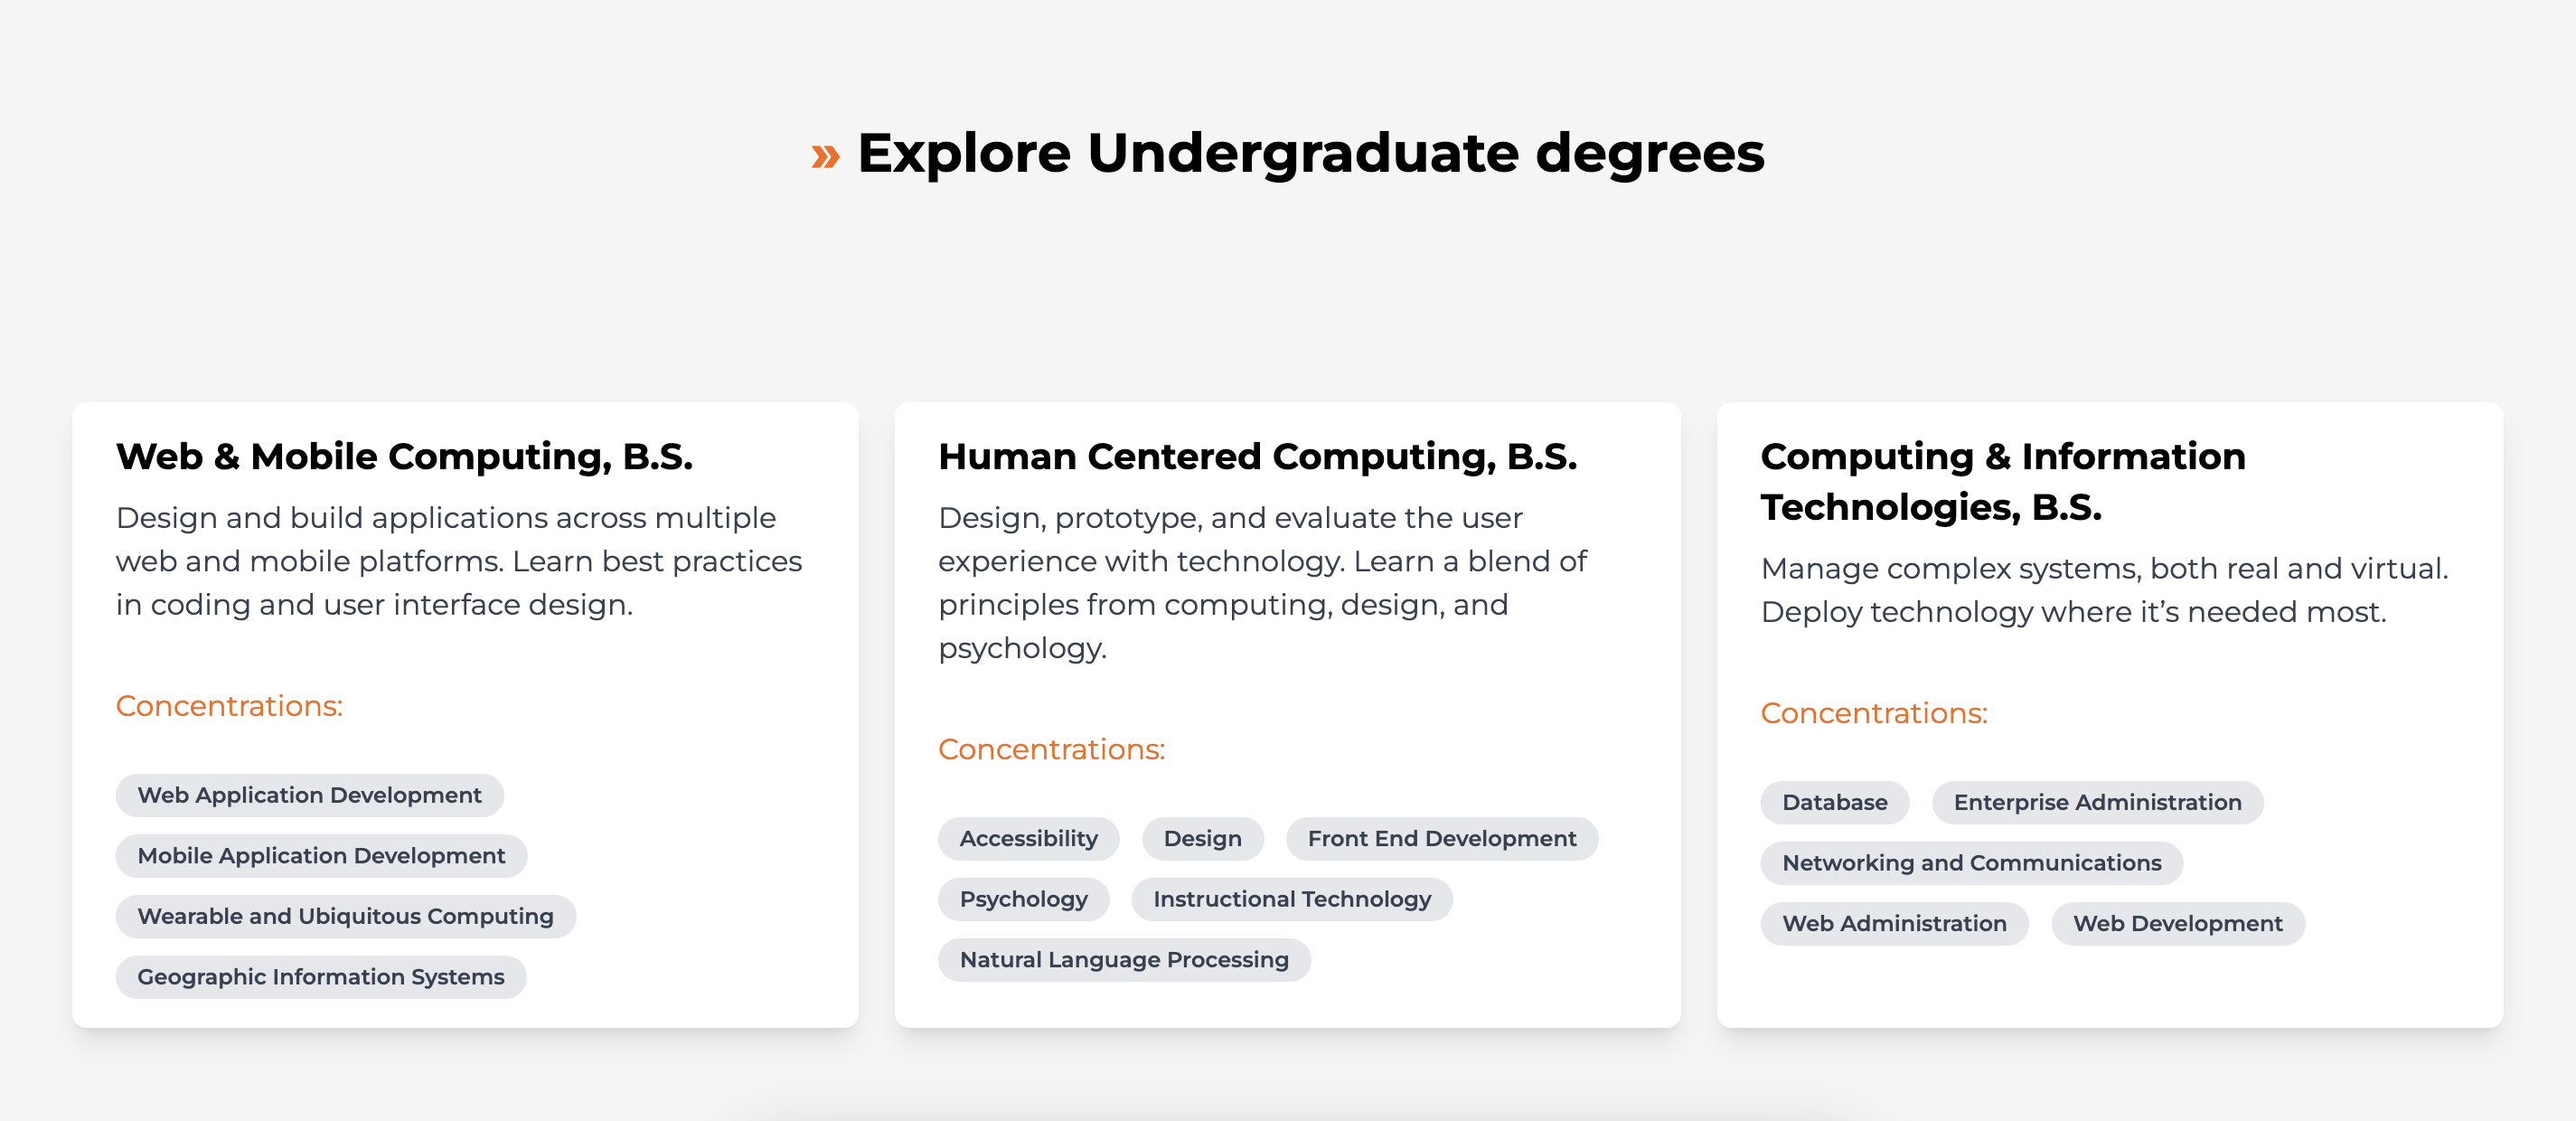 » Explore Undergraduate degrees
Web & Mobile Computing, B.S.
Design and build applications across multiple
web and mobile platforms. Learn best practices
in coding and user interface design.
Concentrations:
Web Application Development
Mobile Application Development
Wearable and Ubiquitous Computing
Geographic Information Systems
Human Centered Computing, B.S.
Design, prototype, and evaluate the user
experience with technology. Learn a blend of
principles from computing, design, and
psychology.
Concentrations:
Accessibility Design Front End Development
Psychology Instructional Technology
Natural Language Processing
Computing & Information
Technologies, B.S.
Manage complex systems, both real and virtual.
Deploy technology where it’s needed most.
Concentrations:
Database Enterprise Administration
Networking and Communications
Web Administration Web Development